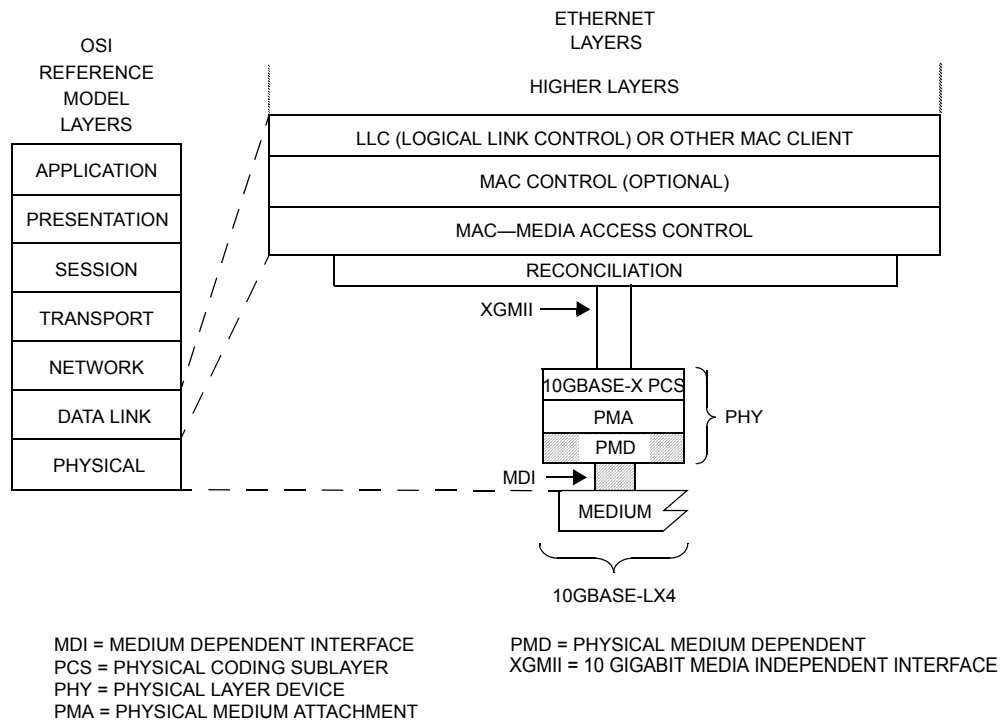 OSI
REFERENCE
MODEL
LAYERS
APPLICATION
PRESENTATION
SESSION
TRANSPORT
NETWORK
DATA LINK
PHYSICAL
ETHERNET
LAYERS
HIGHER LAYERS
LLC (LOGICAL LINK CONTROL) OR OTHER MAC CLIENT
MAC CONTROL (OPTIONAL)
MAC—MEDIA ACCESS CONTROL
RECONCILIATION
XGMII
10GBASE-X PCS
PMA
PMD
PHY
MDI
MEDIUM
10GBASE-LX4
MDI = MEDIUM DEPENDENT INTERFACE
PCS = PHYSICAL CODING SUBLAYER
PHY = PHYSICAL LAYER DEVICE
PMA = PHYSICAL MEDIUM ATTACHMENT
PMD = PHYSICAL MEDIUM DEPENDENT
XGMII = 10 GIGABIT MEDIA INDEPENDENT INTERFACE